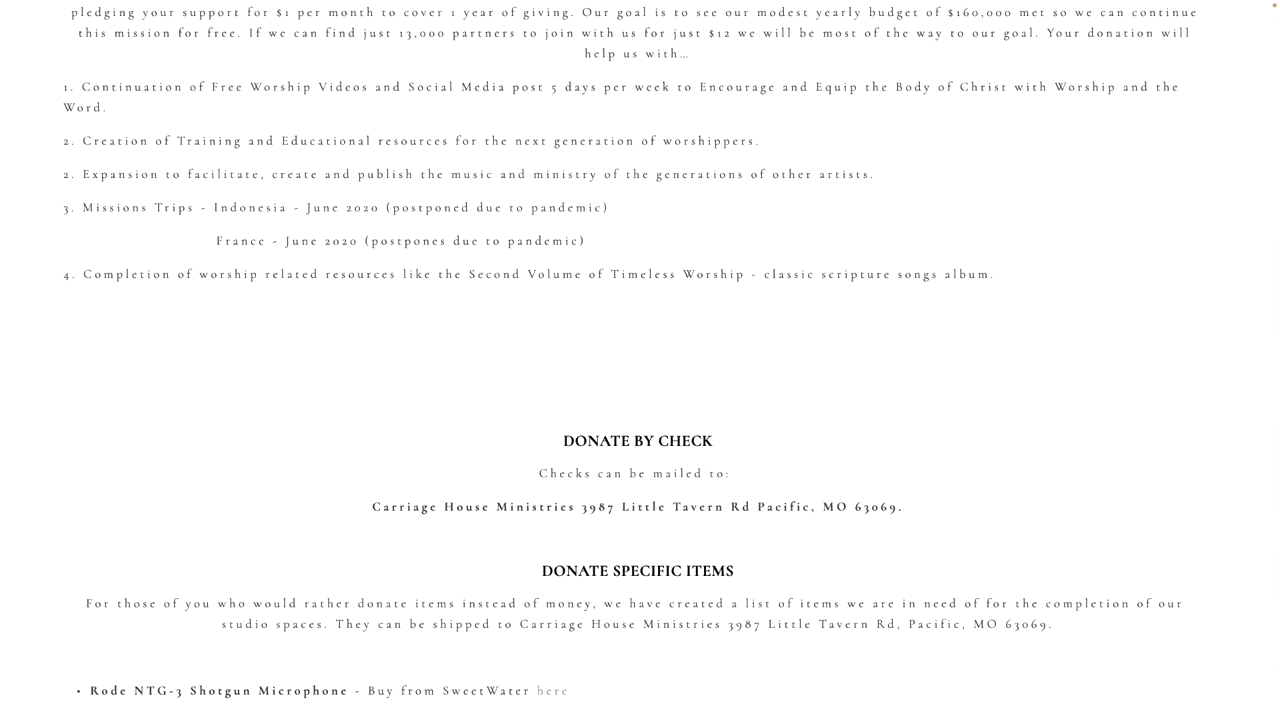 pledging your support for $1 per month to cover 1 year of giving. Our goal is to see our modest yearly budget of $160,000 met so we can continue
this mission for free. If we can find just 13,000 partners to join with us for just $12 we will be most of the way to our goal. Your donation will
help us with…
1. Continuation of Free Worship Videos and Social Media post 5 days per week to Encourage and Equip the Body of Christ with Worship and the
Word.
2. Creation of Training and Educational resources for the next generation of worshippers.
2. Expansion to facilitate, create and publish the music and ministry of the generations of other artists.
3. Missions Trips - Indonesia - June 2020 (postponed due to pandemic)
France - June 2020 (postpones due to pandemic)
4. Completion of worship related resources like the Second Volume of Timeless Worship - classic scripture songs album.
DONATE BY CHECK
Checks can be mailed to:
Carriage House Ministries 3987 Little Tavern Rd Pacific, MO 63069.
DONATE SPECIFIC ITEMS
For those of you who would rather donate items instead of money, we have created a list of items we are in need of for the completion of our
studio spaces. They can be shipped to Carriage House Ministries 3987 Little Tavern Rd, Pacific, MO 63069.
• Rode NTG-3 Shotgun Microphone - Buy from SweetWater here